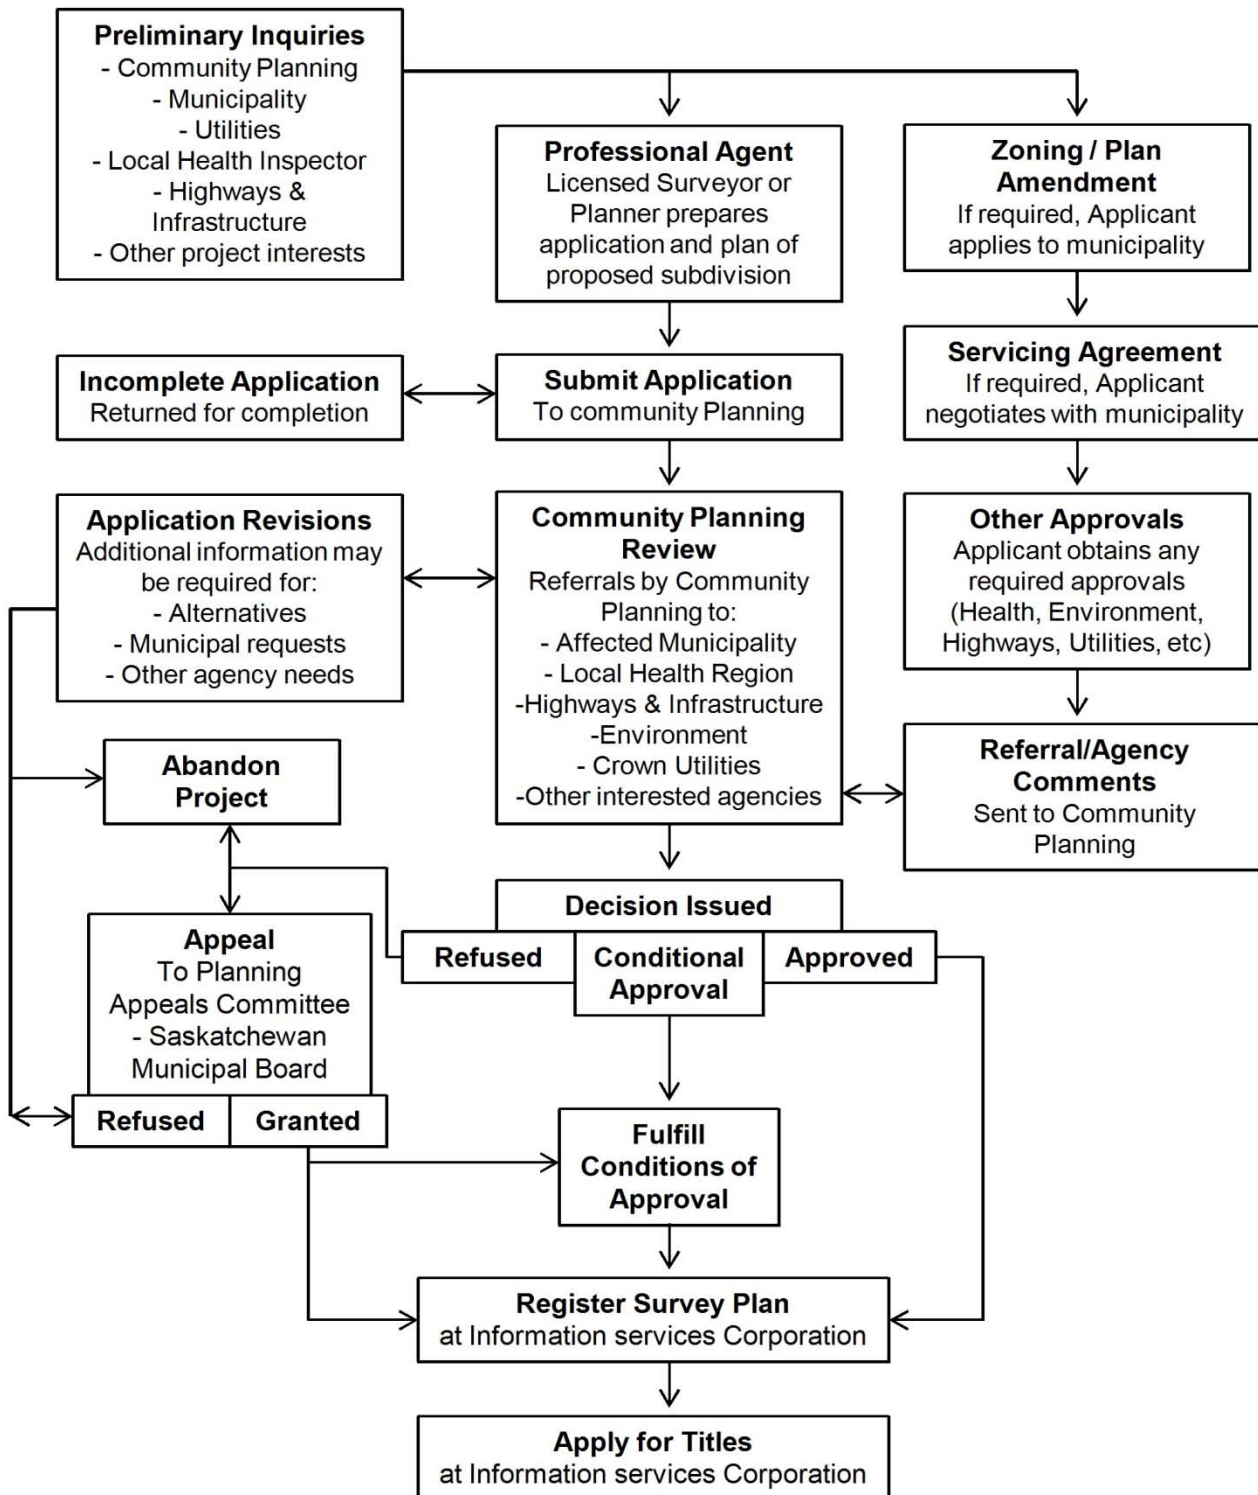 Preliminary Inquiries
- Community Planning
- Municipality
- Utilities
- Local Health Inspector
- Highways &
Infrastructure
- Other project interests
Professional Agent
Licensed Surveyor or
Planner prepares
application and plan of
proposed subdivision
Zoning / Plan
Amendment
If required, Applicant
applies to municipality
Incomplete Application
Returned for completion
Submit Application
To community Planning
Servicing Agreement
If required, Applicant
negotiates with municipality
Application Revisions
Additional information may
be required for:
- Alternatives
- Municipal requests
- Other agency needs
Community Planning
Review
Referrals by Community
Planning to:
- Affected Municipality
- Local Health Region
-Highways & Infrastructure
-Environment
- Crown Utilities
-Other interested agencies
Other Approvals
Applicant obtains any
required approvals
(Health, Environment,
Highways, Utilities, etc)
Referral/Agency
Comments
Sent to Community
Planning
Abandon
Project
Decision Issued
Refused
Conditional
Approval
Approved
Appeal
To Planning
Appeals Committee
- Saskatchewan
Municipal Board
Refused
Granted
Fulfill
Conditions of
Approval
Register Survey Plan
at Information services Corporation
Apply for Titles
at Information services Corporation